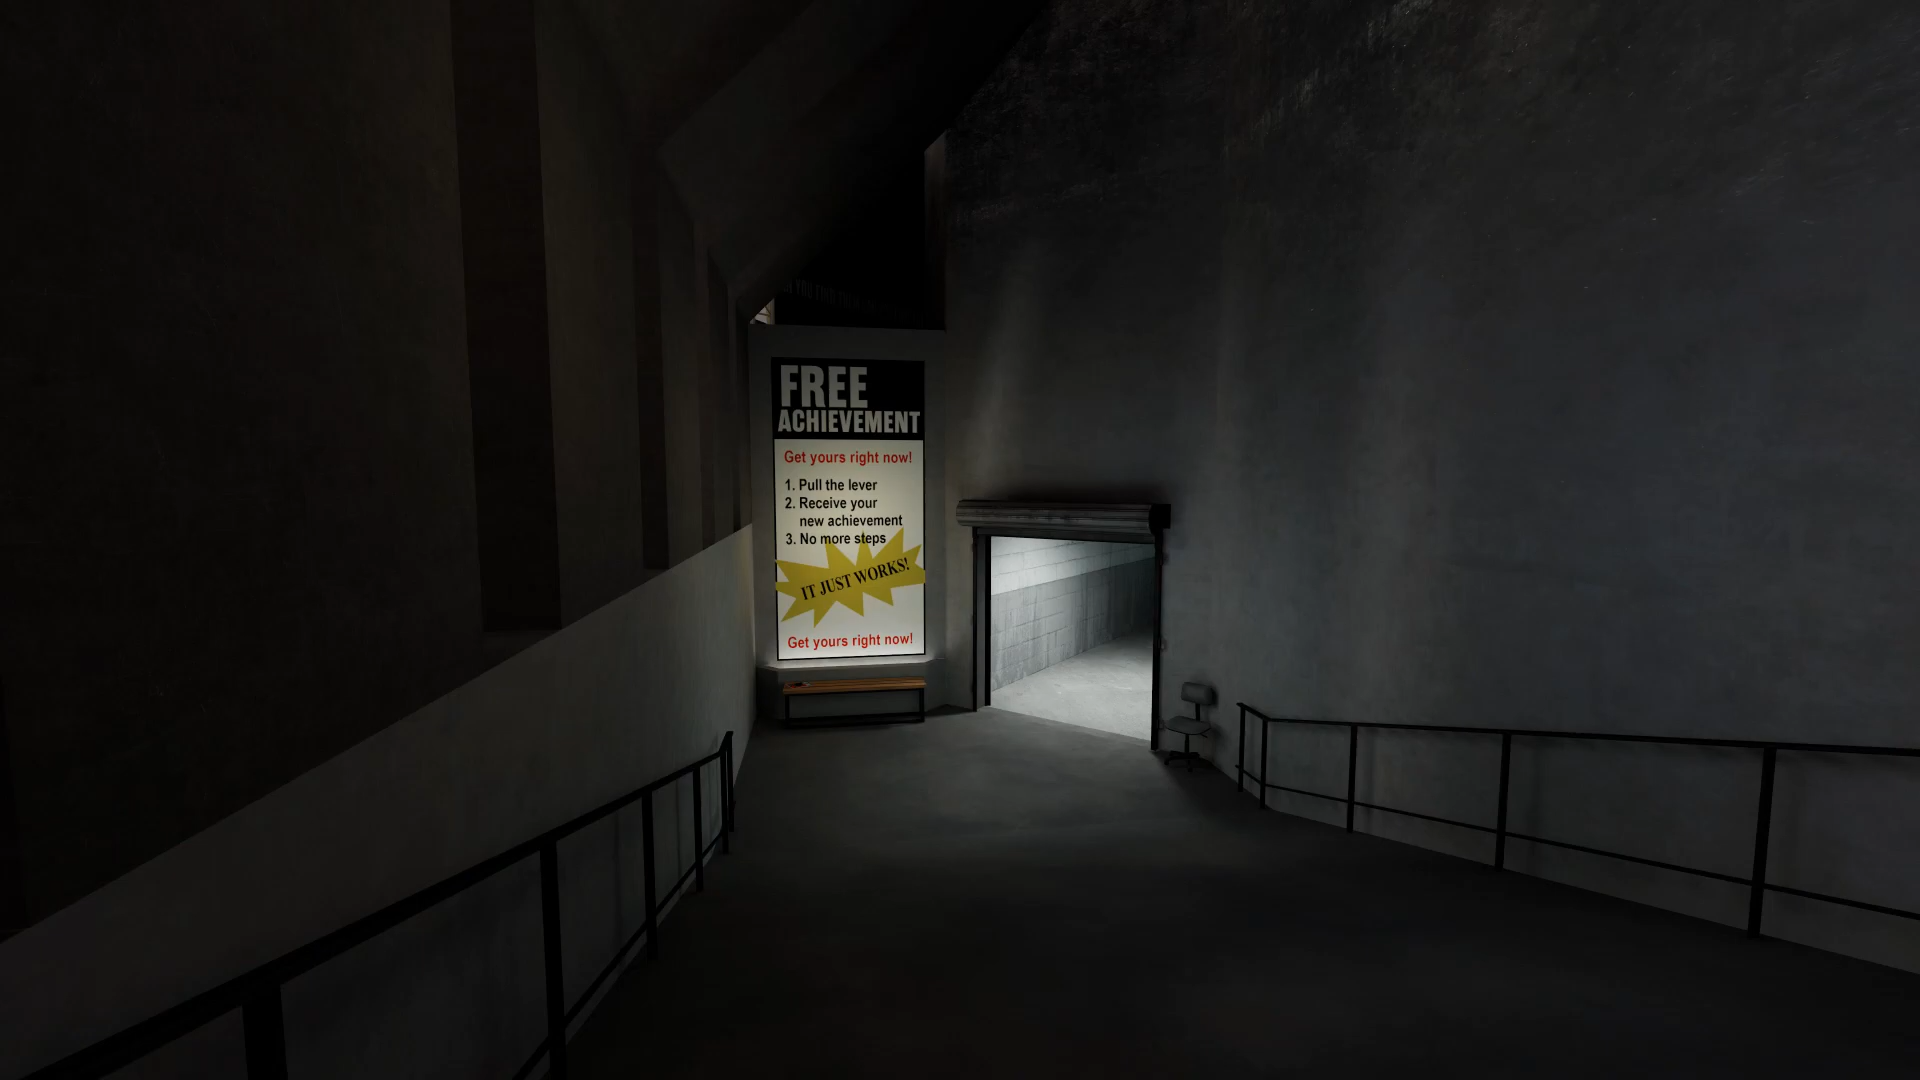 FREE
ACHIEVEMENT
Get yours right now!
1. Pull the lever
2. Receive your
new achievement
3. No more steps
IT JUST WORKS!
Get yours right now!